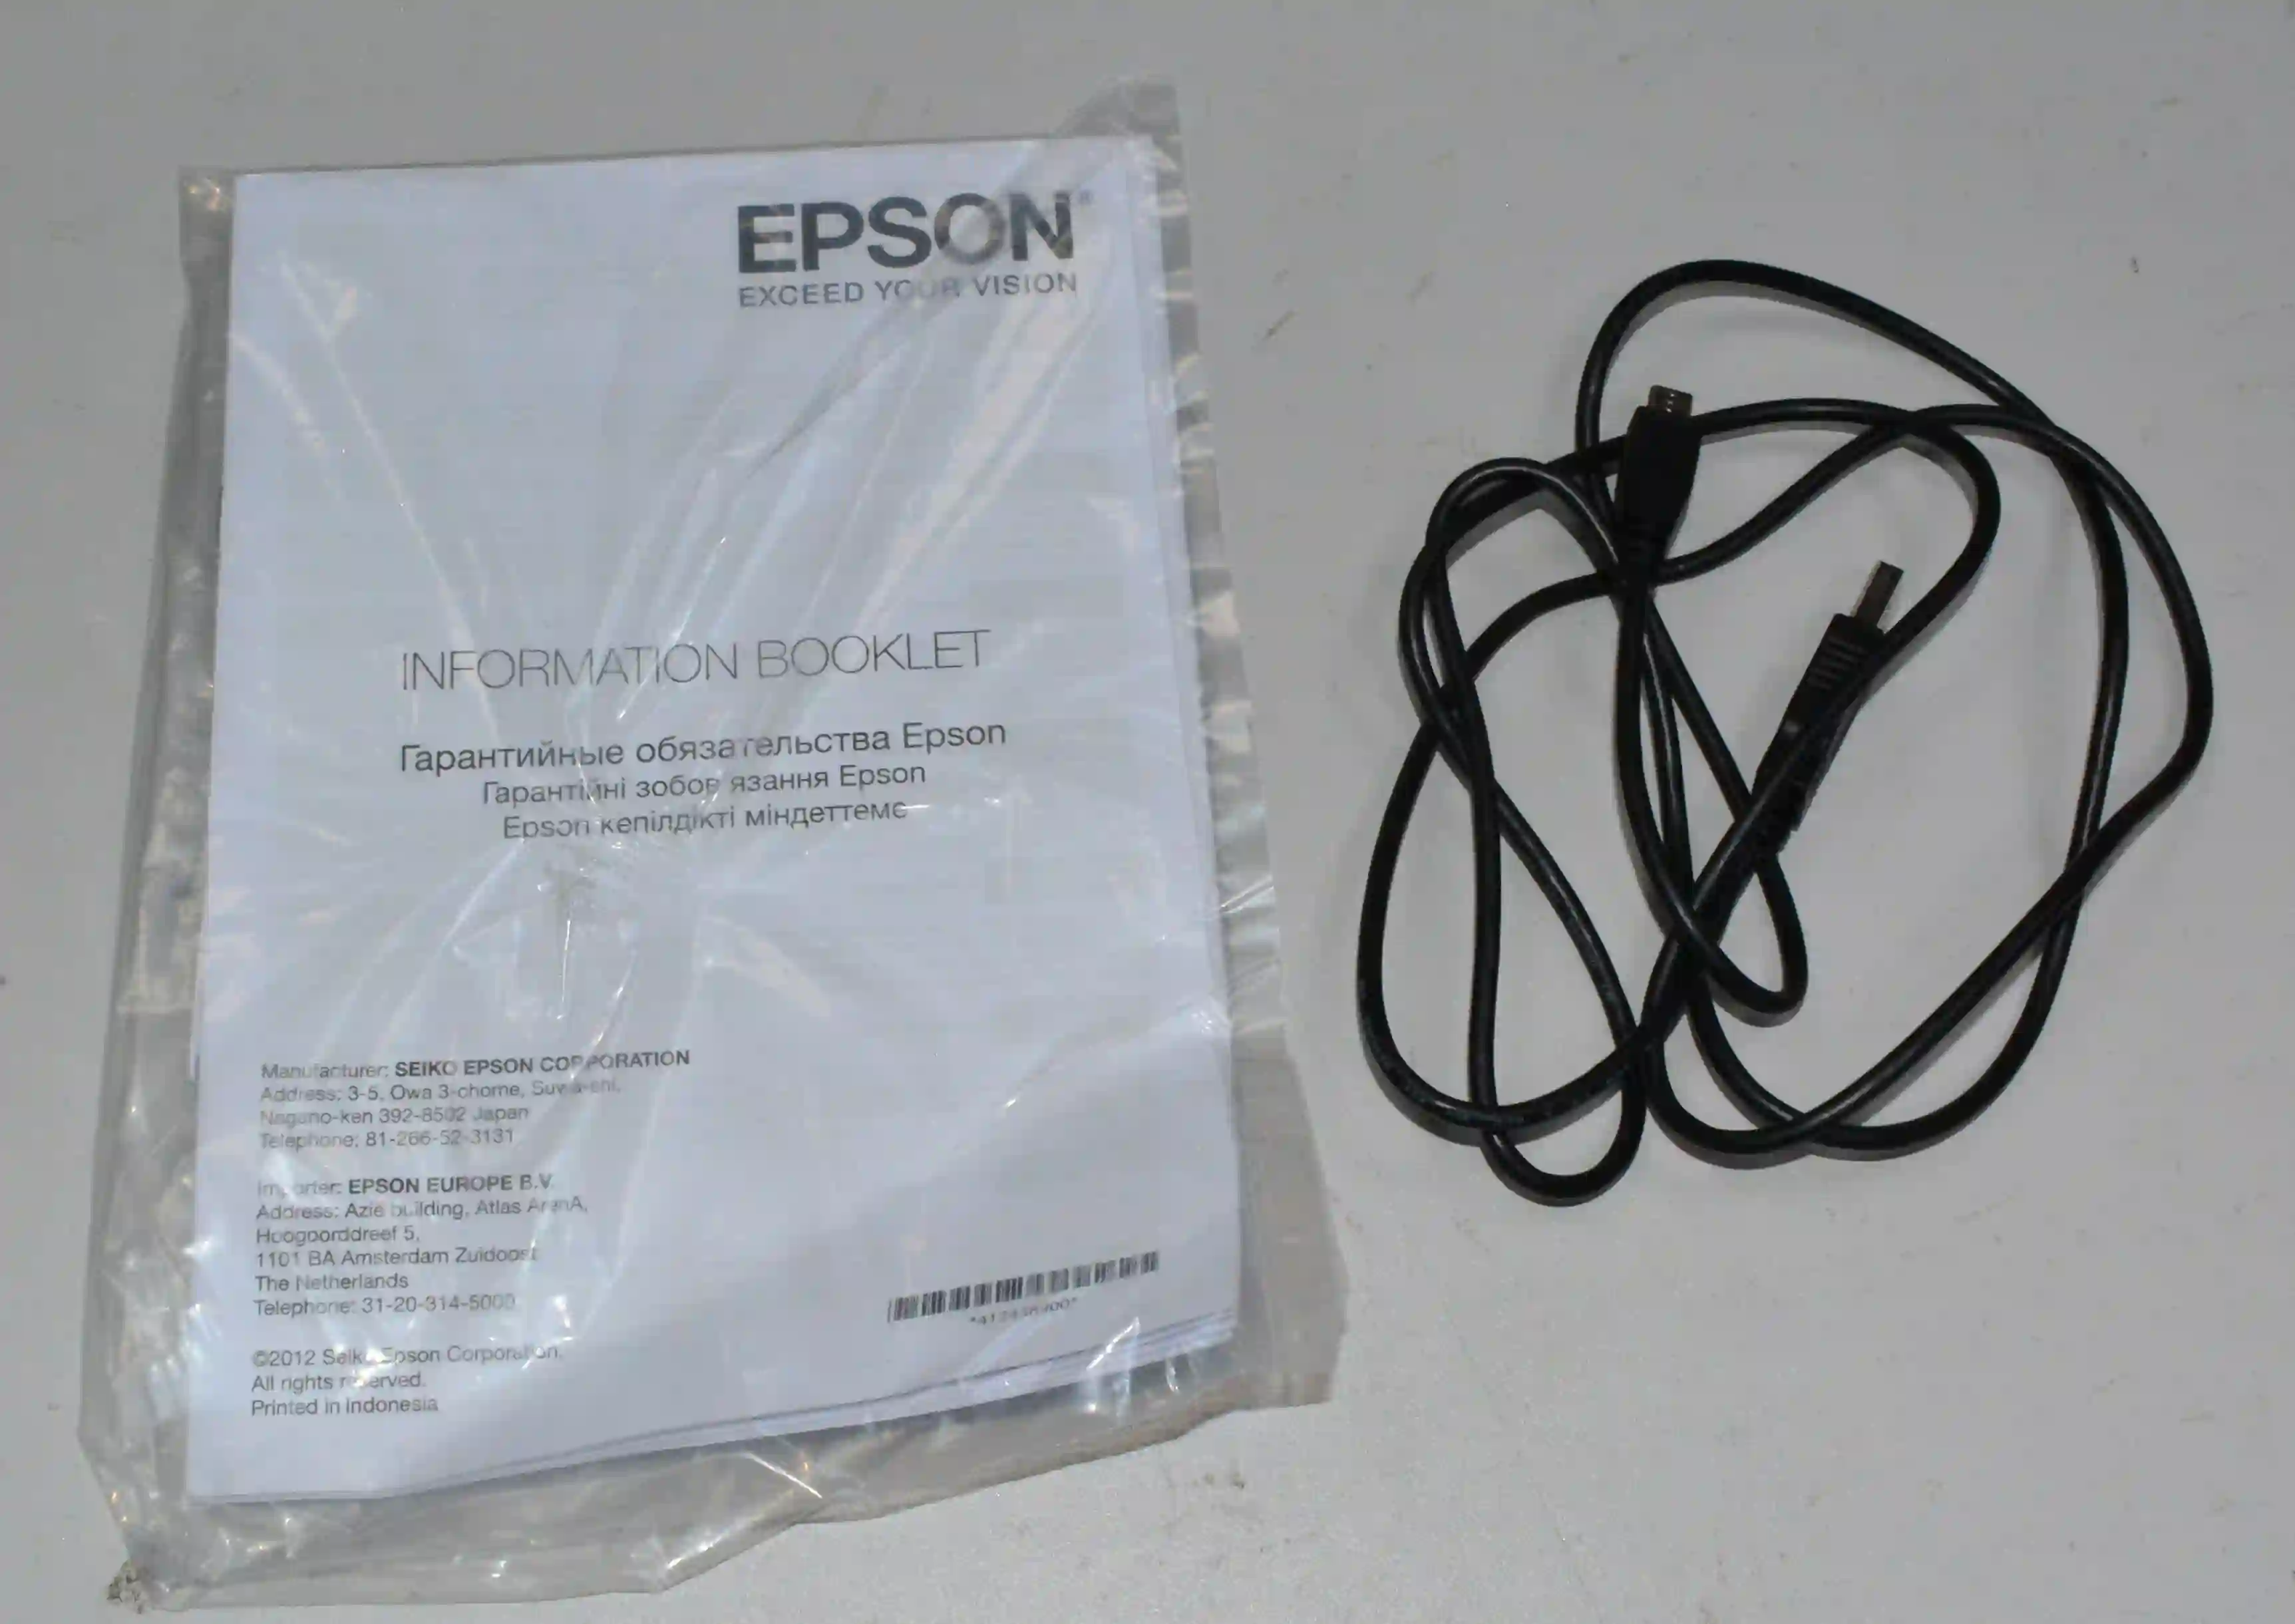 EPSON
EXCEED YOUR VISION
INFORMATION BOOKLET
Гарантийные обязательства Epson
Гарантійні зобов язання Epson
Epson кепілдікті міндеттеме
Manufacturer: SEIKO EPSON CORPORATION
Address: 3-5, Owa 3-chome, Suwa-shi,
Nagano-ken 392-8502 Japan
Telephone: 81-266-52-3131
Importer: EPSON EUROPE B.V.
Address: Azie building, Atlas ArenA,
Hoogoorddreef 5,
1101 BA Amsterdam Zuidoost
The Netherlands
Telephone: 31-20-314-5000
©2012 Seiko Epson Corporation.
All rights reserved.
Printed in Indonesia